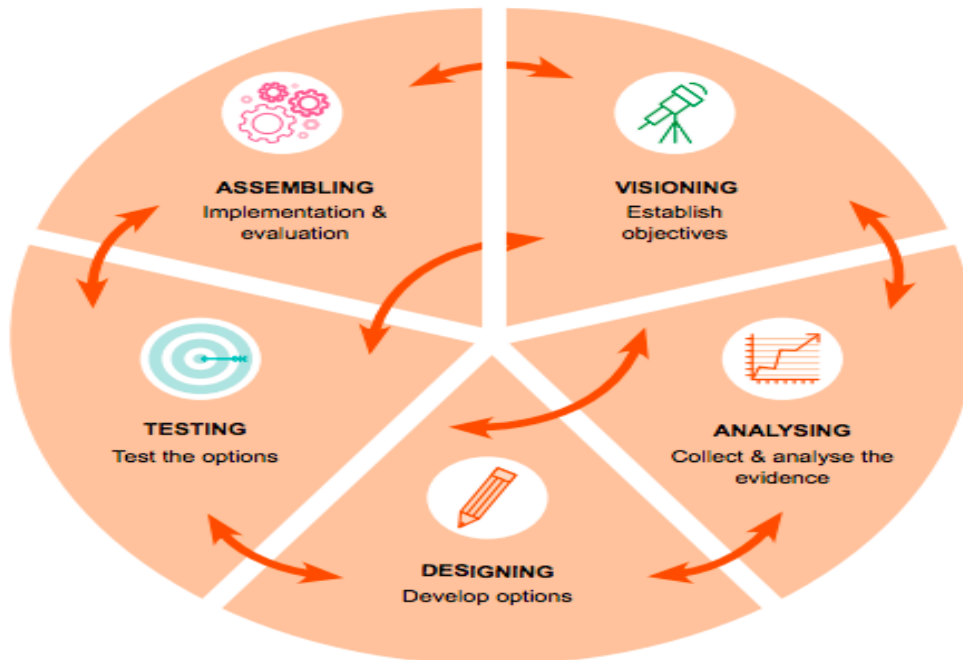 ASSEMBLING
Implementation &
evaluation
VISIONING
Establish
objectives
TESTING
Test the options
ANALYSING
Collect & analyse the
evidence
DESIGNING
Develop options